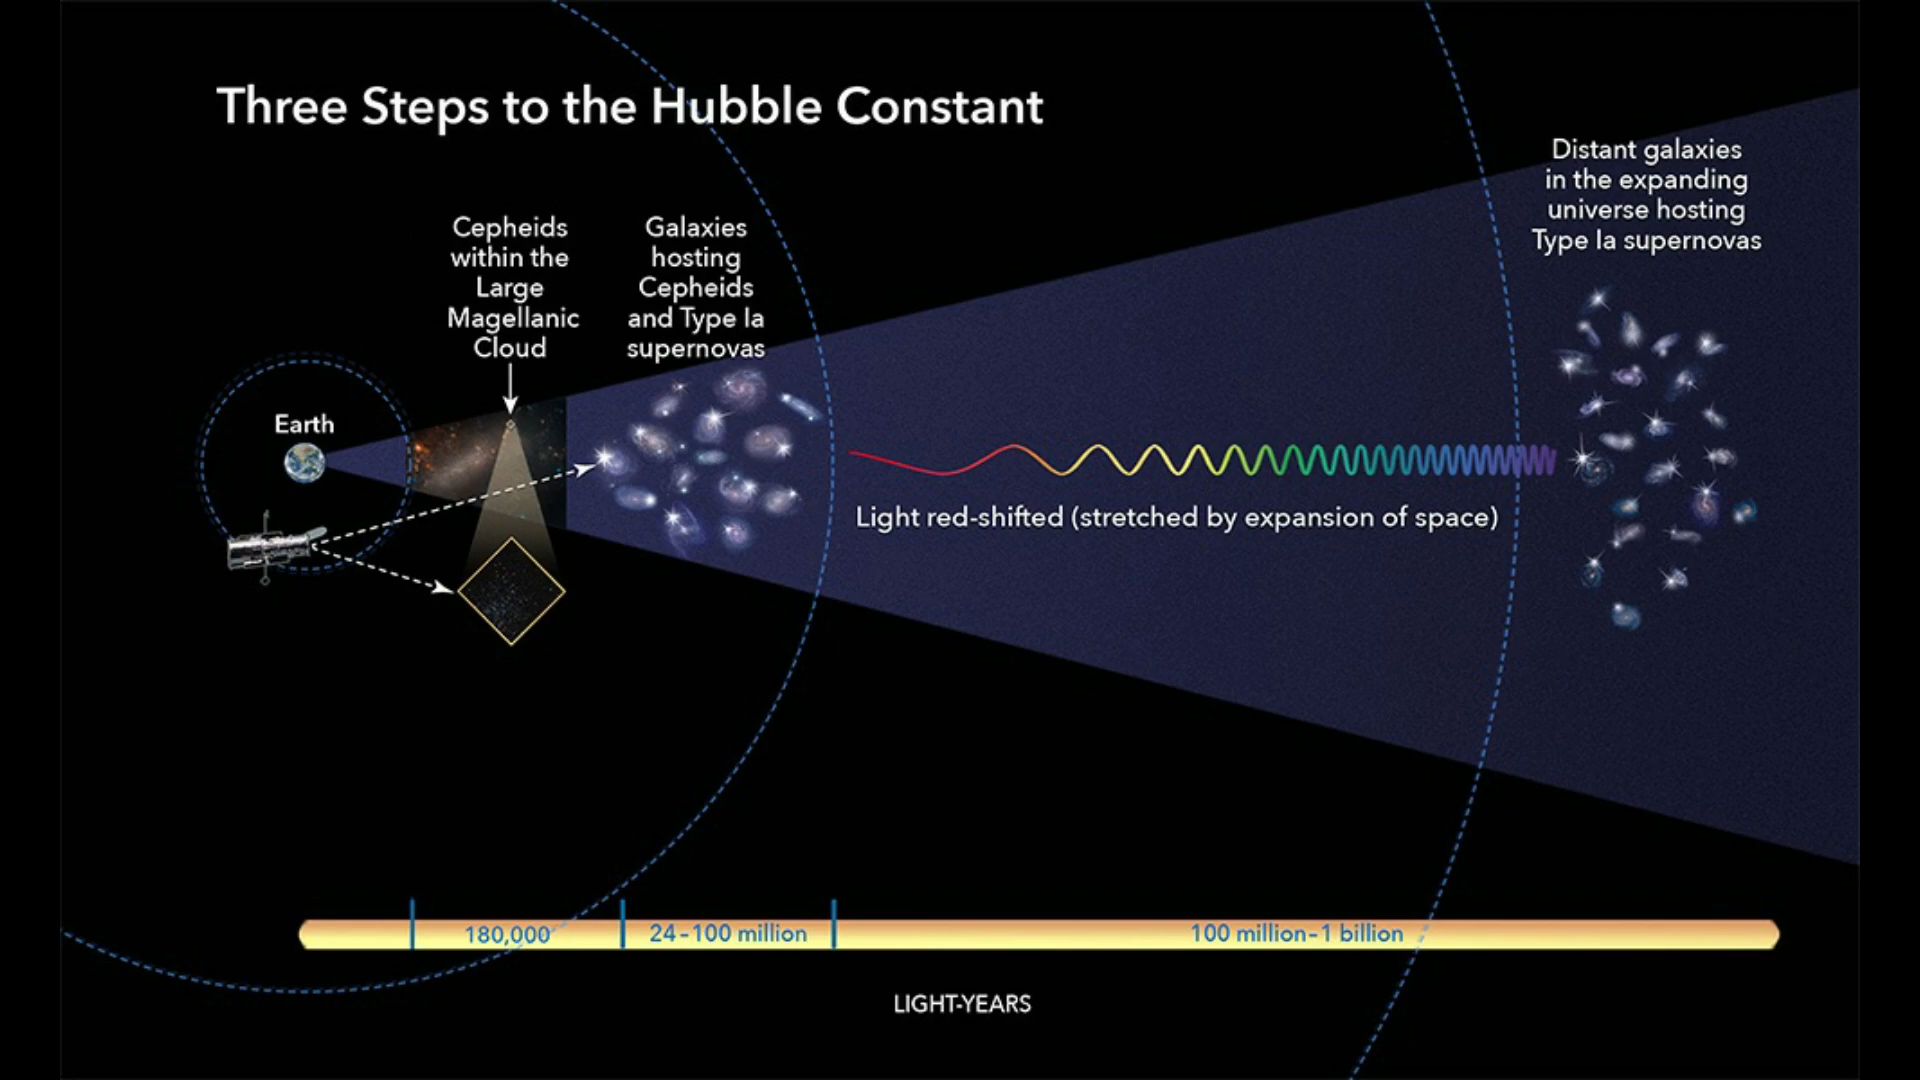 Three Steps to the Hubble Constant
Distant galaxies
in the expanding
universe hosting
Type Ia supernovas
Cepheids
within the
Large
Magellanic
Cloud
Galaxies
hosting
Cepheids
and Type Ia
supernovas
Earth
Light red-shifted (stretched by expansion of space)
180,000
24-100 million
100 million-1 billion
LIGHT-YEARS